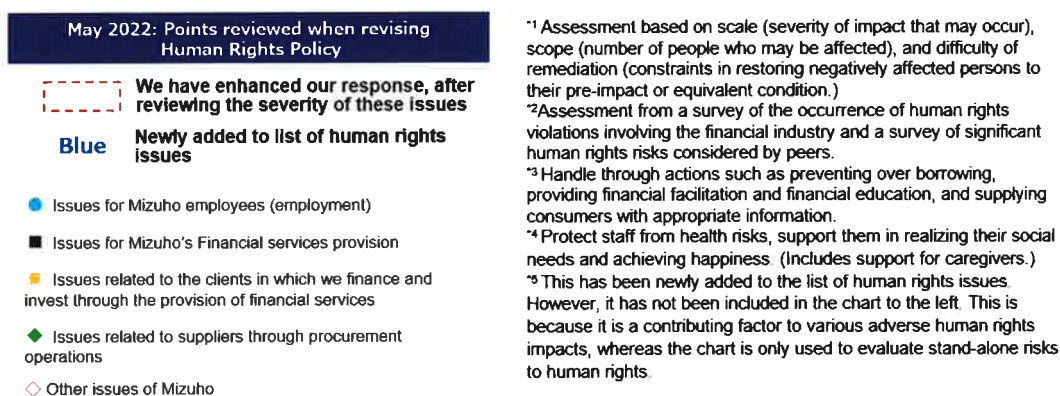 May 2022: Points reviewed when revising
Human Rights Policy
We have enhanced our response, after
reviewing the severity of these issues
Blue
Newly added to list of human rights
issues
Issues for Mizuho employees (employment)
Issues for Mizuho's Financial services provision
Issues related to the clients in which we finance and
invest through the provision of financial services
Issues related to suppliers through procurement
operations
Other issues of Mizuho
*1 Assessment based on scale (severity of impact that may occur),
scope (number of people who may be affected), and difficulty of
remediation (constraints in restoring negatively affected persons to
their pre-impact or equivalent condition.)
*2Assessment from a survey of the occurrence of human rights
violations involving the financial industry and a survey of significant
human rights risks considered by peers.
*3 Handle through actions such as preventing over borrowing,
providing financial facilitation and financial education, and supplying
consumers with appropriate information.
*4 Protect staff from health risks, support them in realizing their social
needs and achieving happiness. (Includes support for caregivers.)
*5 This has been newly added to the list of human rights issues.
However, it has not been included in the chart to the left. This is
because it is a contributing factor to various adverse human rights
impacts, whereas the chart is only used to evaluate stand-alone risks
to human rights.